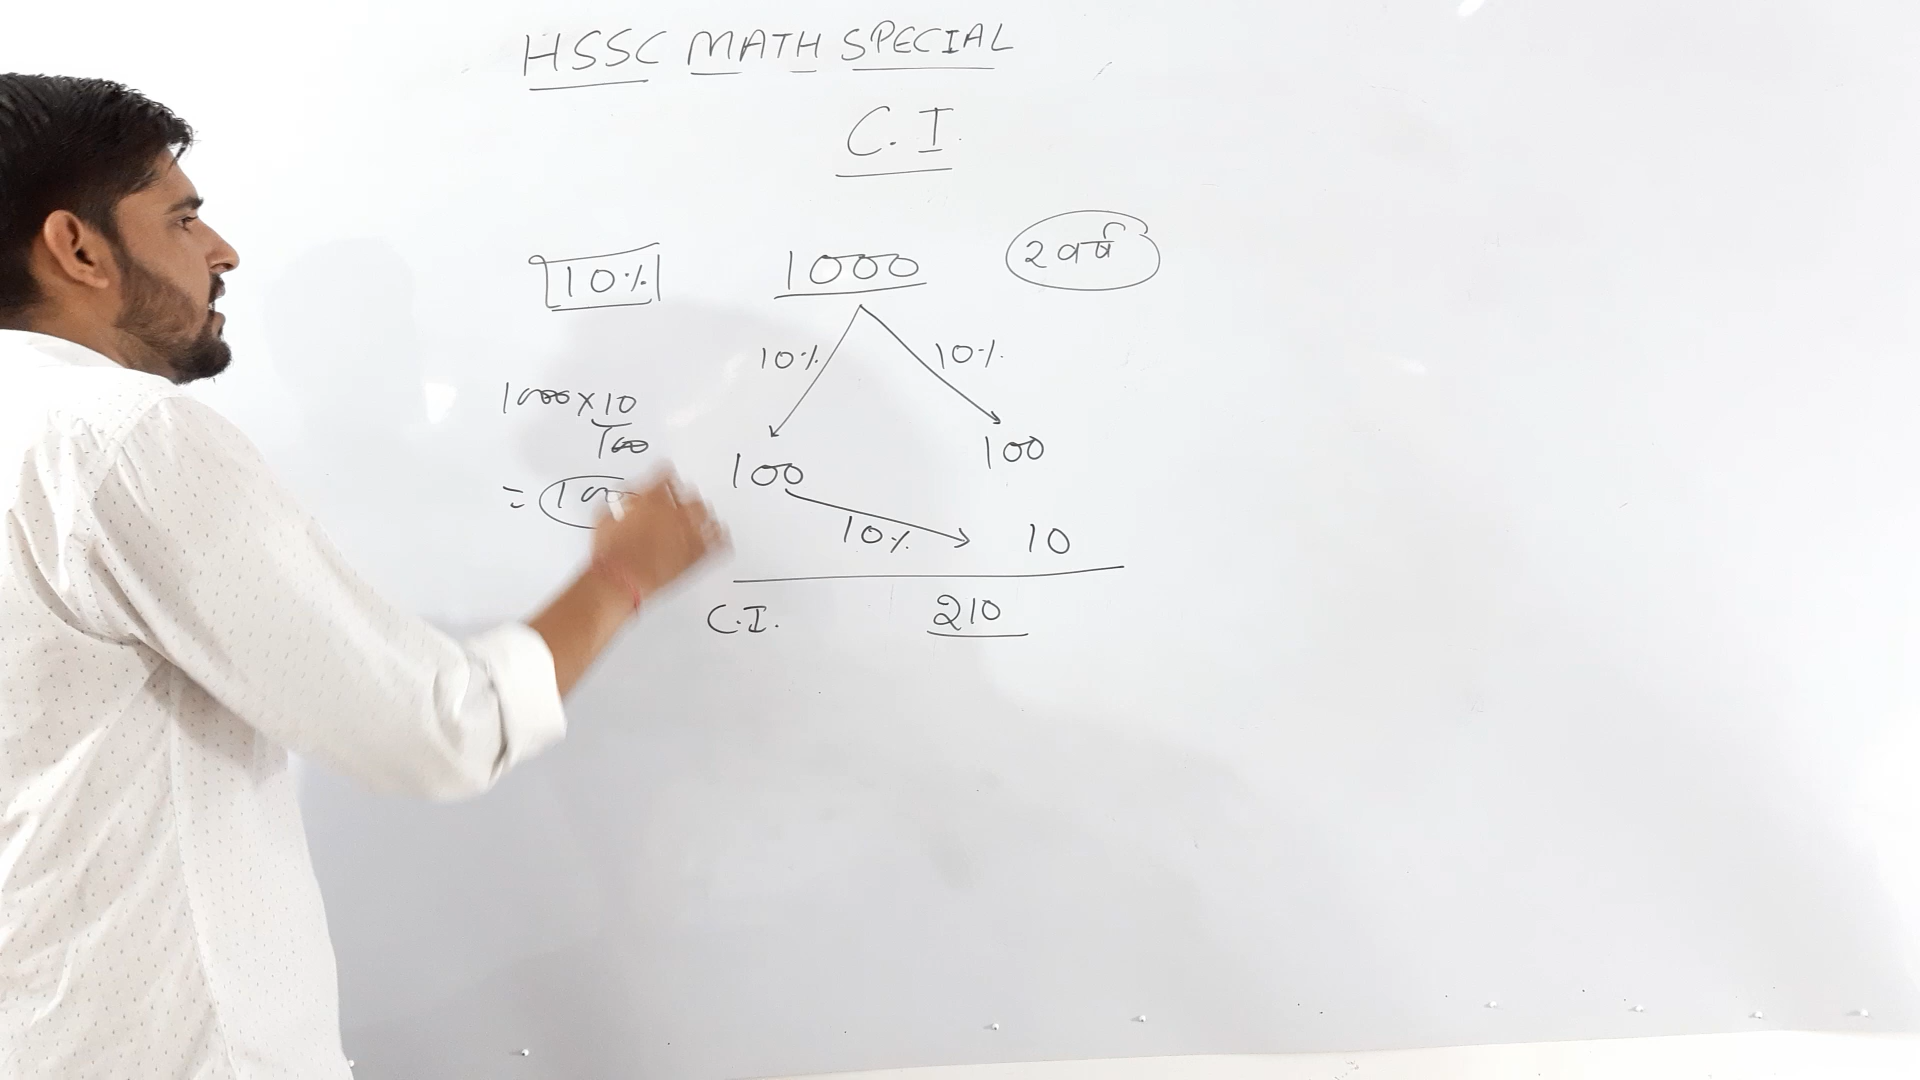 HSSC MATH SPECIAL
C.I.
10% 1000 2 वर्ष
10% 10%
1000 x 10
100
100 100
= 100
10% 10
C.I. 210